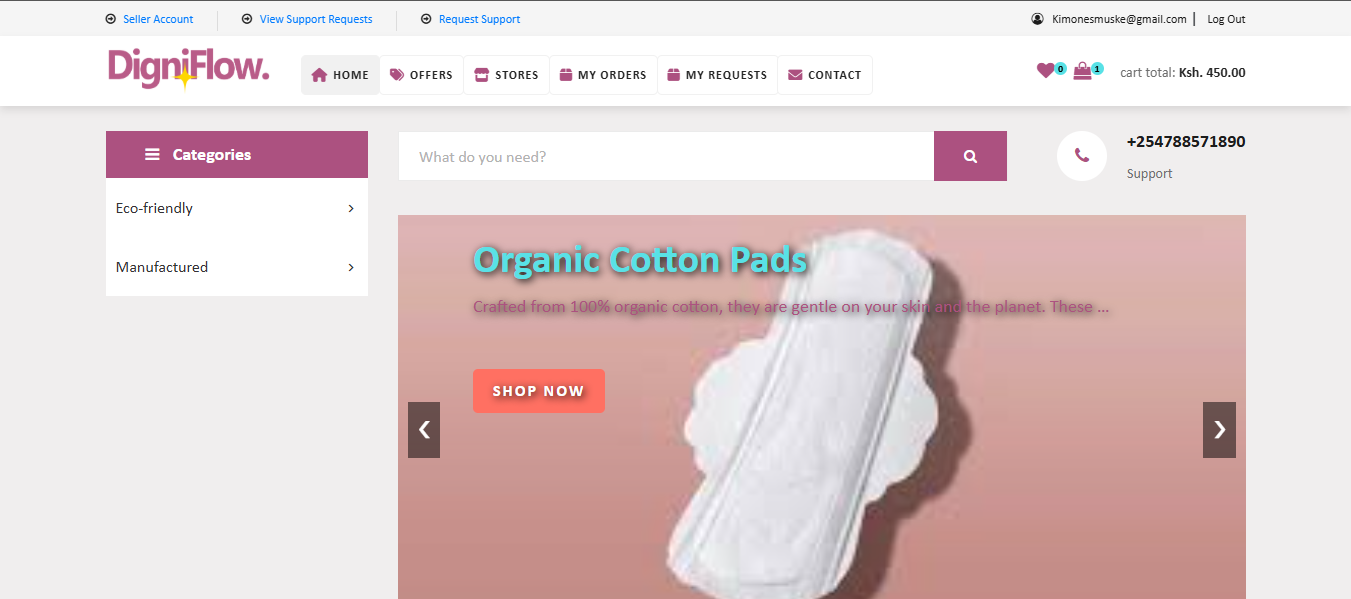 Seller Account View Support Requests Request Support Kimonesmuske@gmail.com | Log Out
DigniFlow.
HOME OFFERS STORES MY ORDERS MY REQUESTS CONTACT
0 1 cart total: Ksh. 450.00
Categories
What do you need?
+254788571890
Support
Eco-friendly
Manufactured
Organic Cotton Pads
Crafted from 100% organic cotton, they are gentle on your skin and the planet. These ...
SHOP NOW